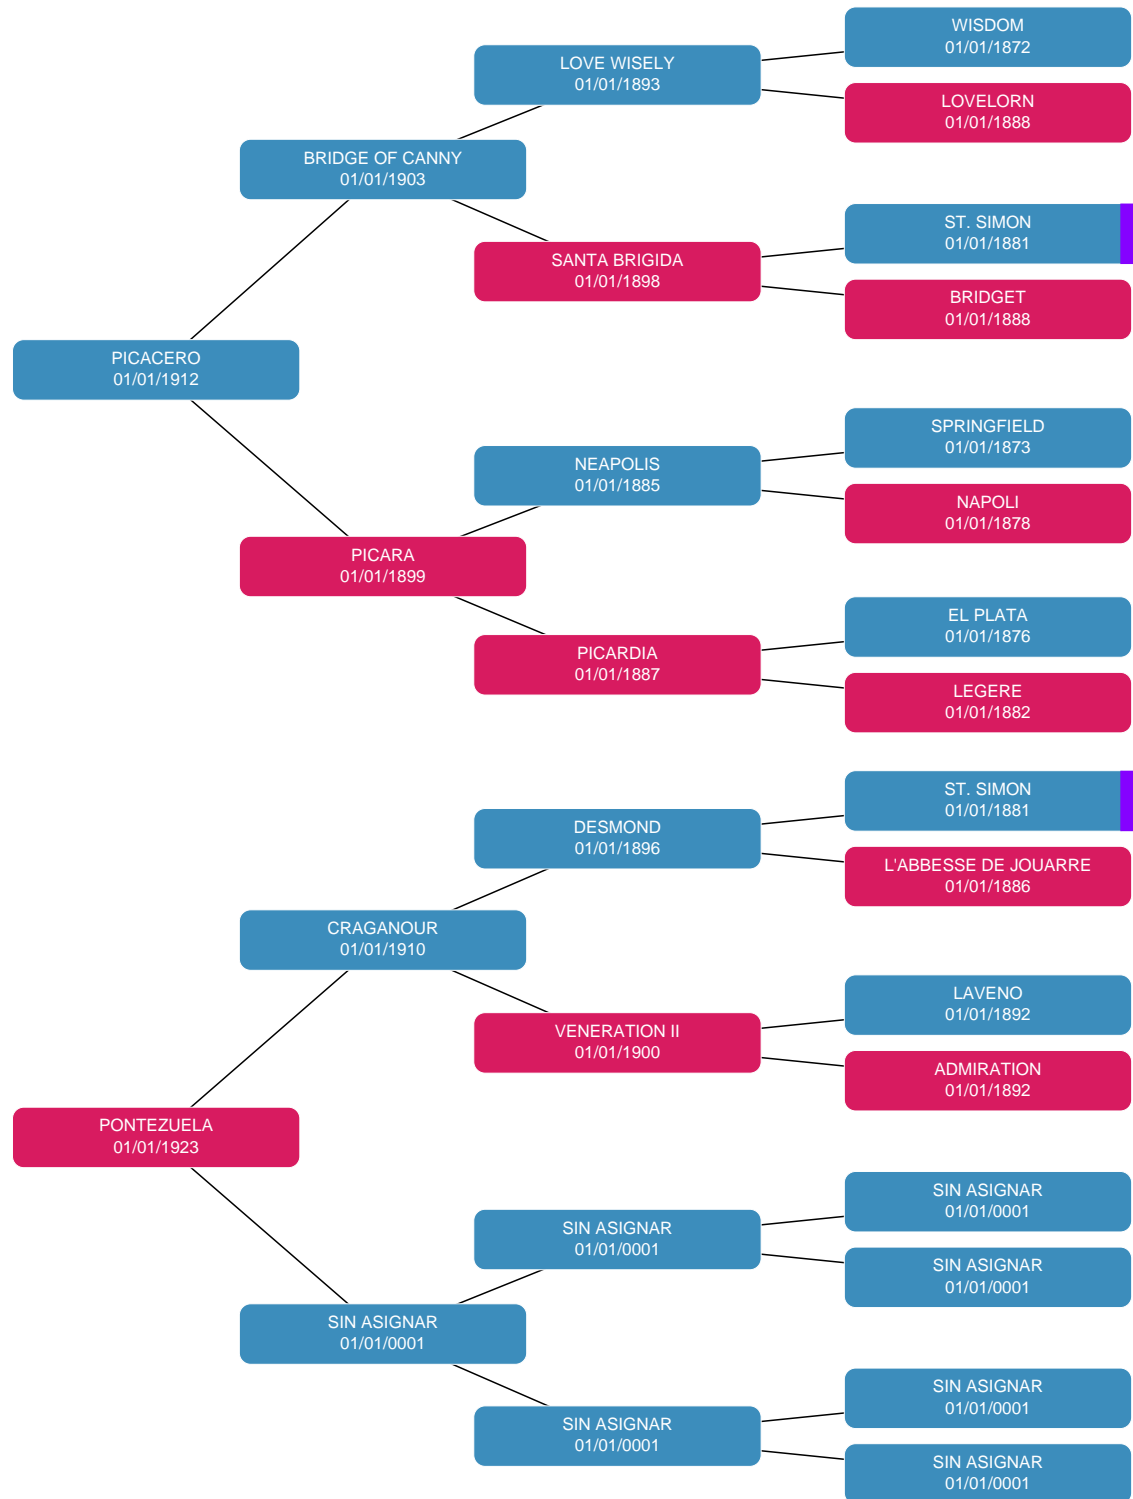 WISDOM
01/01/1872
LOVE WISELY
01/01/1893
LOVELORN
01/01/1888
BRIDGE OF CANNY
01/01/1903
ST. SIMON
01/01/1881
SANTA BRIGIDA
01/01/1898
BRIDGET
01/01/1888
PICACERO
01/01/1912
SPRINGFIELD
01/01/1873
NEAPOLIS
01/01/1885
NAPOLI
01/01/1878
PICARA
01/01/1899
EL PLATA
01/01/1876
PICARDIA
01/01/1887
LEGERE
01/01/1882
ST. SIMON
01/01/1881
DESMOND
01/01/1896
L'ABBESSE DE JOUARRE
01/01/1886
CRAGANOUR
01/01/1910
LAVENO
01/01/1892
VENERATION II
01/01/1900
ADMIRATION
01/01/1892
PONTEZUELA
01/01/1923
SIN ASIGNAR
01/01/0001
SIN ASIGNAR
01/01/0001
SIN ASIGNAR
01/01/0001
SIN ASIGNAR
01/01/0001
SIN ASIGNAR
01/01/0001
SIN ASIGNAR
01/01/0001
SIN ASIGNAR
01/01/0001